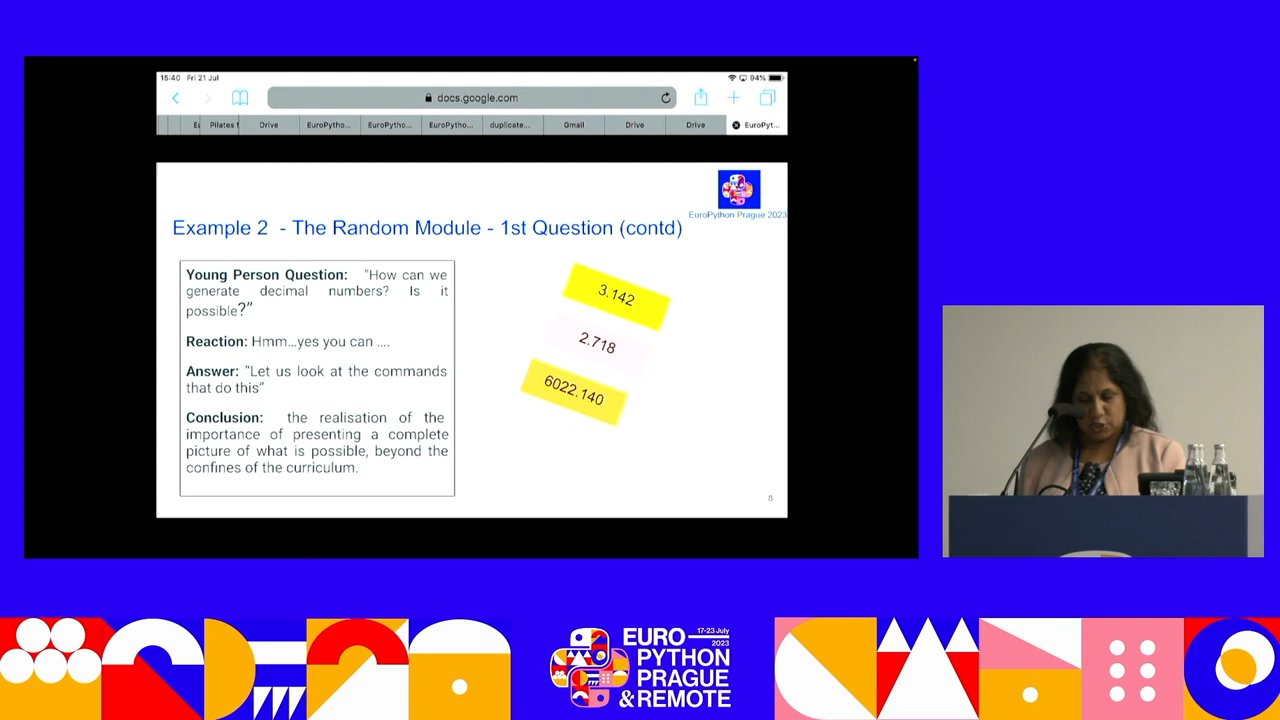 15:40 Fri 21 Jul
94%
docs.google.com
Pilates
Drive
EuroPytho...
EuroPytho...
EuroPytho...
duplicate...
Gmail
Drive
Drive
EuroPyt...
EuroPython Prague 2023
Example 2 - The Random Module - 1st Question (contd)
Young Person Question: "How can we
generate decimal numbers? Is it
possible?"
Reaction: Hmm...yes you can ....
Answer: "Let us look at the commands
that do this"
Conclusion: the realisation of the
importance of presenting a complete
picture of what is possible, beyond the
confines of the curriculum.
3.142
2.718
6022.140
8
EURO
17-23 July
2023
PYTHON
PRAGUE
& REMOTE